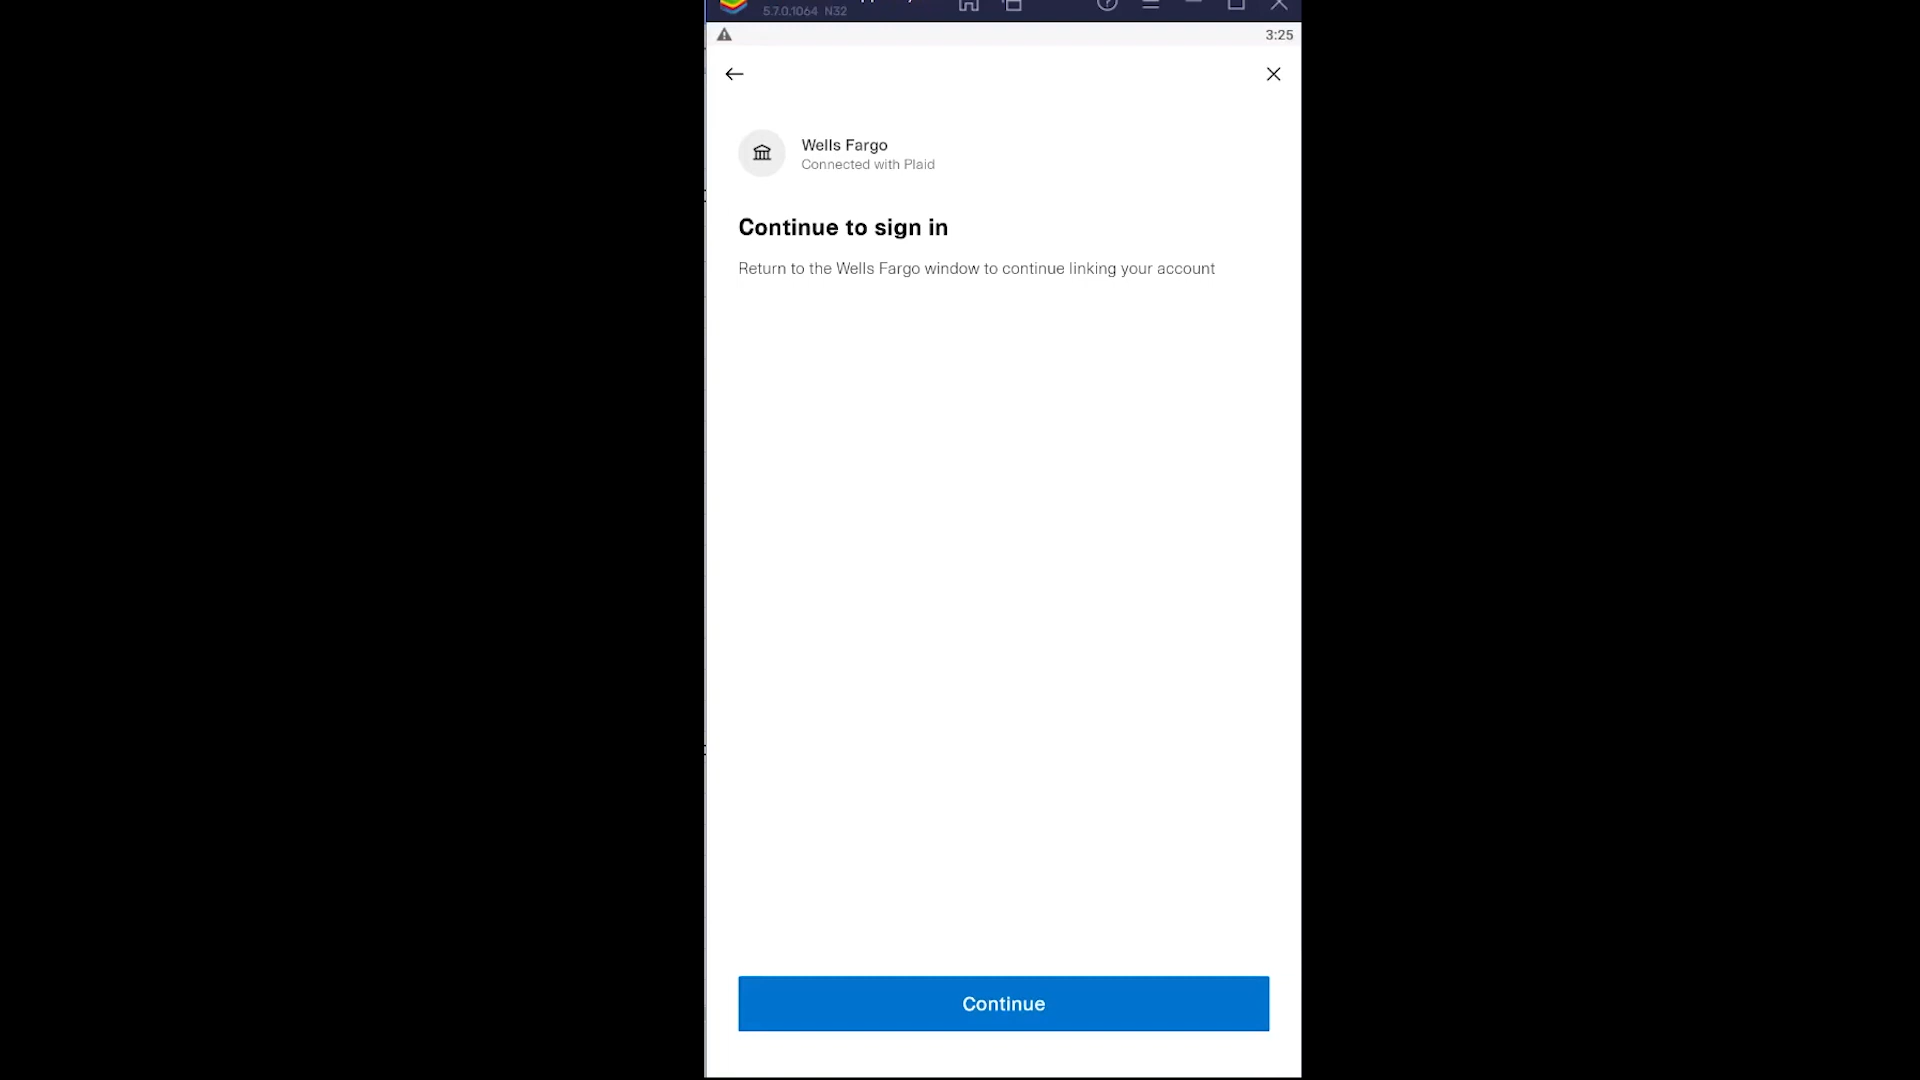 5.7.0.1064 N32
3:25
Wells Fargo
Connected with Plaid
Continue to sign in
Return to the Wells Fargo window to continue linking your account
Continue